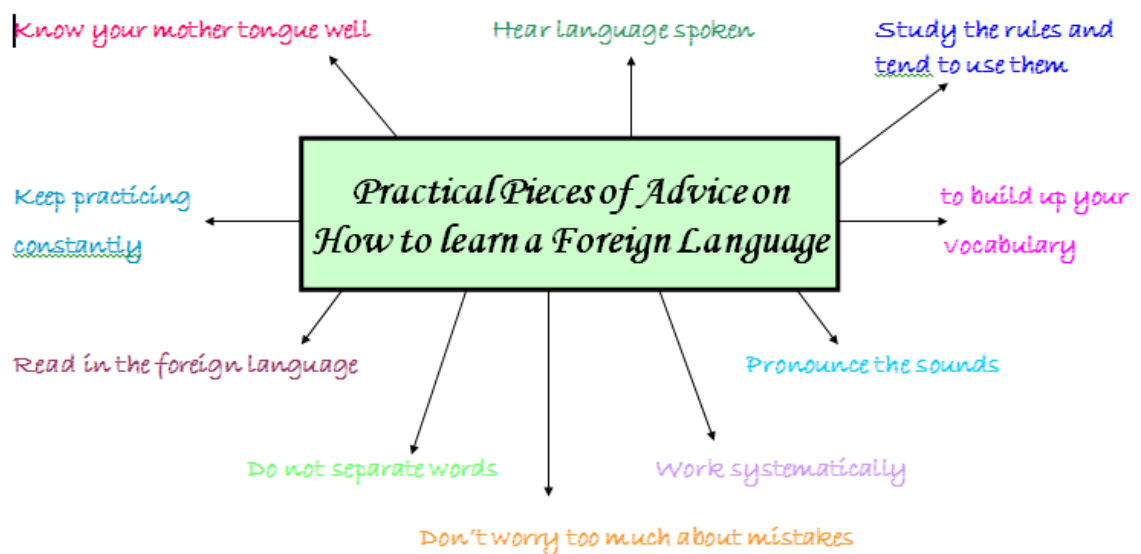 Know your mother tongue well
Hear language spoken
Study the rules and
tend to use them
Practical Pieces of Advice on
How to learn a Foreign Language
Keep practicing
constantly
to build up your
vocabulary
Read in the foreign language
Pronounce the sounds
Do not separate words
Work systematically
Don't worry too much about mistakes